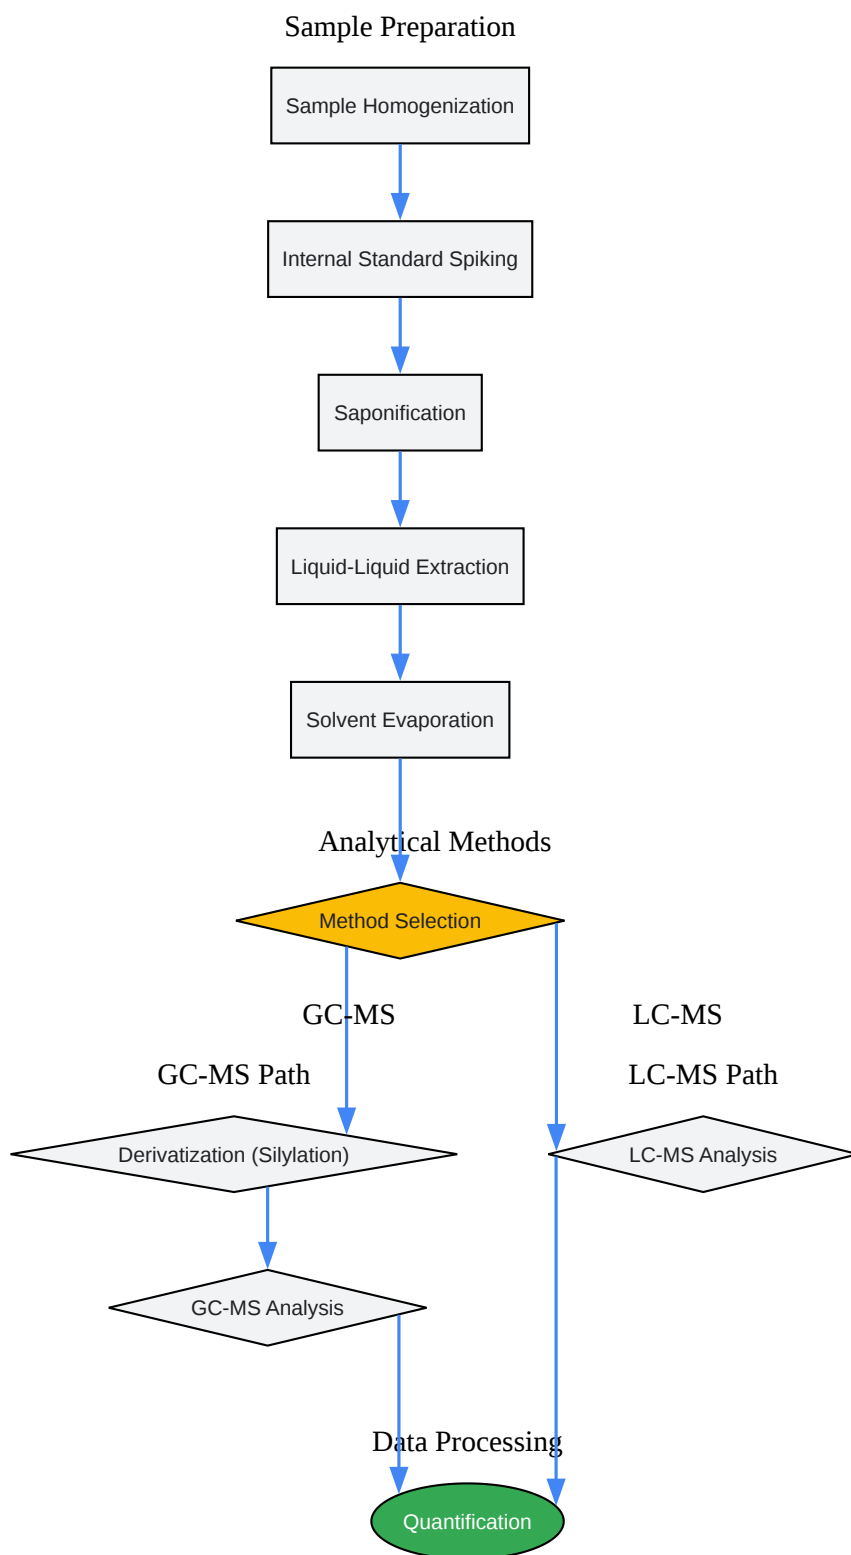 Sample Preparation
Sample Homogenization
Internal Standard Spiking
Saponification
Liquid-Liquid Extraction
Solvent Evaporation
Analytical Methods
Method Selection
GC-MS
LC-MS
GC-MS Path
LC-MS Path
Derivatization (Silylation)
LC-MS Analysis
GC-MS Analysis
Data Processing
Quantification